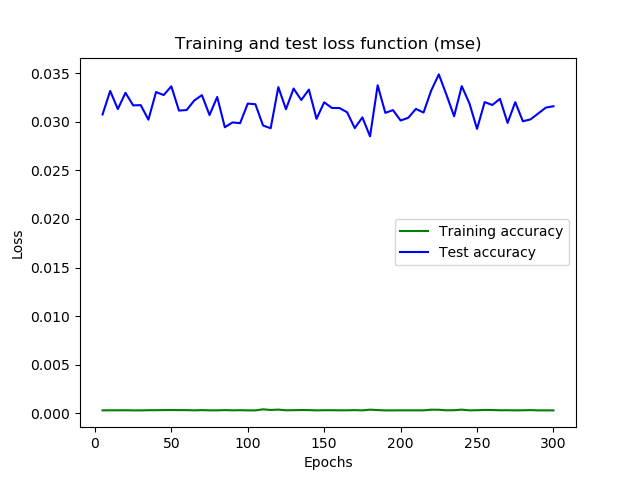 Training and test loss function (mse)
0.035
0.030
0.025
0.020
0.015
0.010
0.005
0.000
Loss
Training accuracy
Test accuracy
0 50 100 150 200 250 300
Epochs